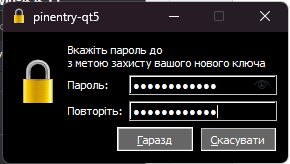 pinentry-qt5
Вкажіть пароль до
з метою захисту вашого нового ключа
Пароль: ●●●●●●●●●●●●
Повторіть: ●●●●●●●●●●●●
Гаразд Скасувати